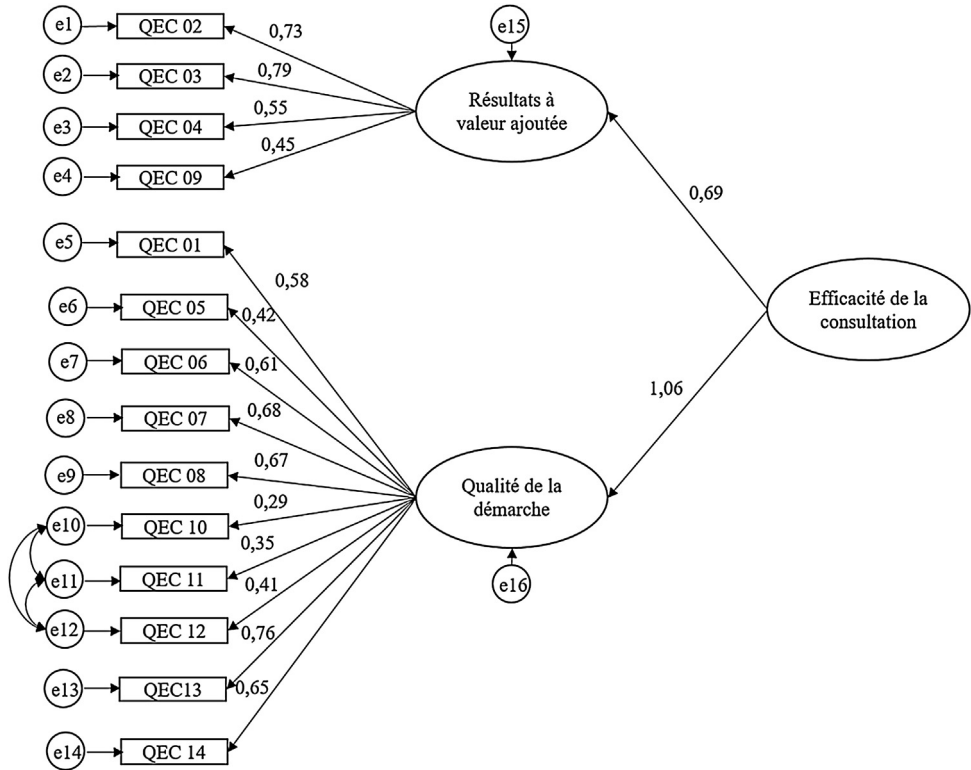 e1
QEC 02
0,73
e15
e2
QEC 03
0,79
Résultats à
valeur ajoutée
e3
QEC 04
0,55
e4
QEC 09
0,45
0,69
e5
QEC 01
0,58
Efficacité de la
consultation
e6
QEC 05
0,42
e7
QEC 06
0,61
1,06
e8
QEC 07
0,68
e9
QEC 08
0,67
Qualité de la
démarche
e10
QEC 10
0,29
e11
QEC 11
0,35
e16
e12
QEC 12
0,41
0,76
e13
QEC13
0,65
e14
QEC 14